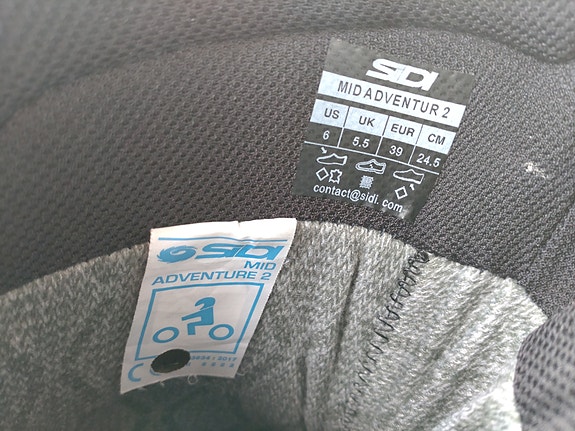 SIDI
MID ADVENTUR 2
US UK EUR CM
6 5.5 39 24.5
contact@sidi.com
SIDI
MID
ADVENTURE 2